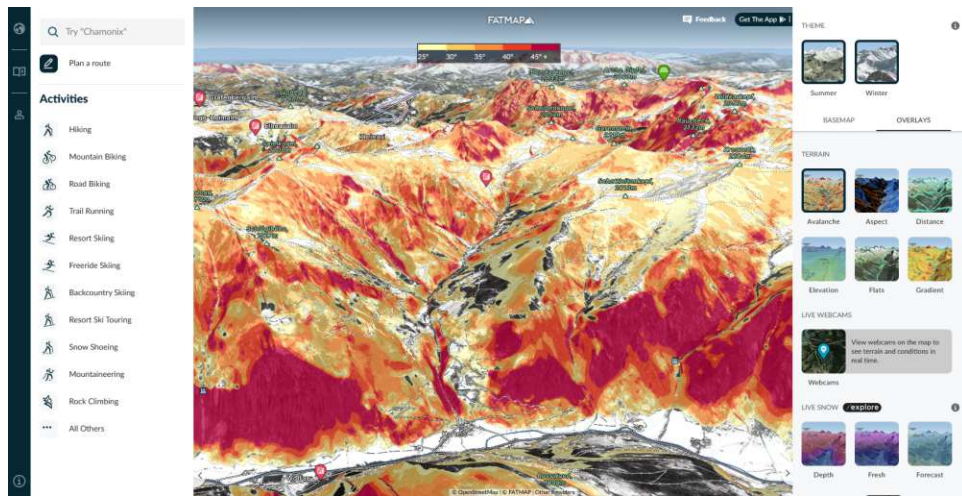 Try "Chamonix"
Plan a route
Activities
Hiking
Mountain Biking
Road Biking
Trail Running
Resort Skiing
Freeride Skiing
Backcountry Skiing
Resort Ski Touring
Snow Shoeing
Mountaineering
Rock Climbing
All Others
FATMAP
Feedback
Get The App
25° 30° 35° 40° 45°+
© OpenStreetMap | © FATMAP | Other Providers
THEME
Summer Winter
BASEMAP OVERLAYS
TERRAIN
Avalanche Aspect Distance
Elevation Flats Gradient
LIVE WEBCAMS
View webcams on the map to
see terrain and conditions in
real time.
Webcams
LIVE SNOW /explore
Depth Fresh Forecast